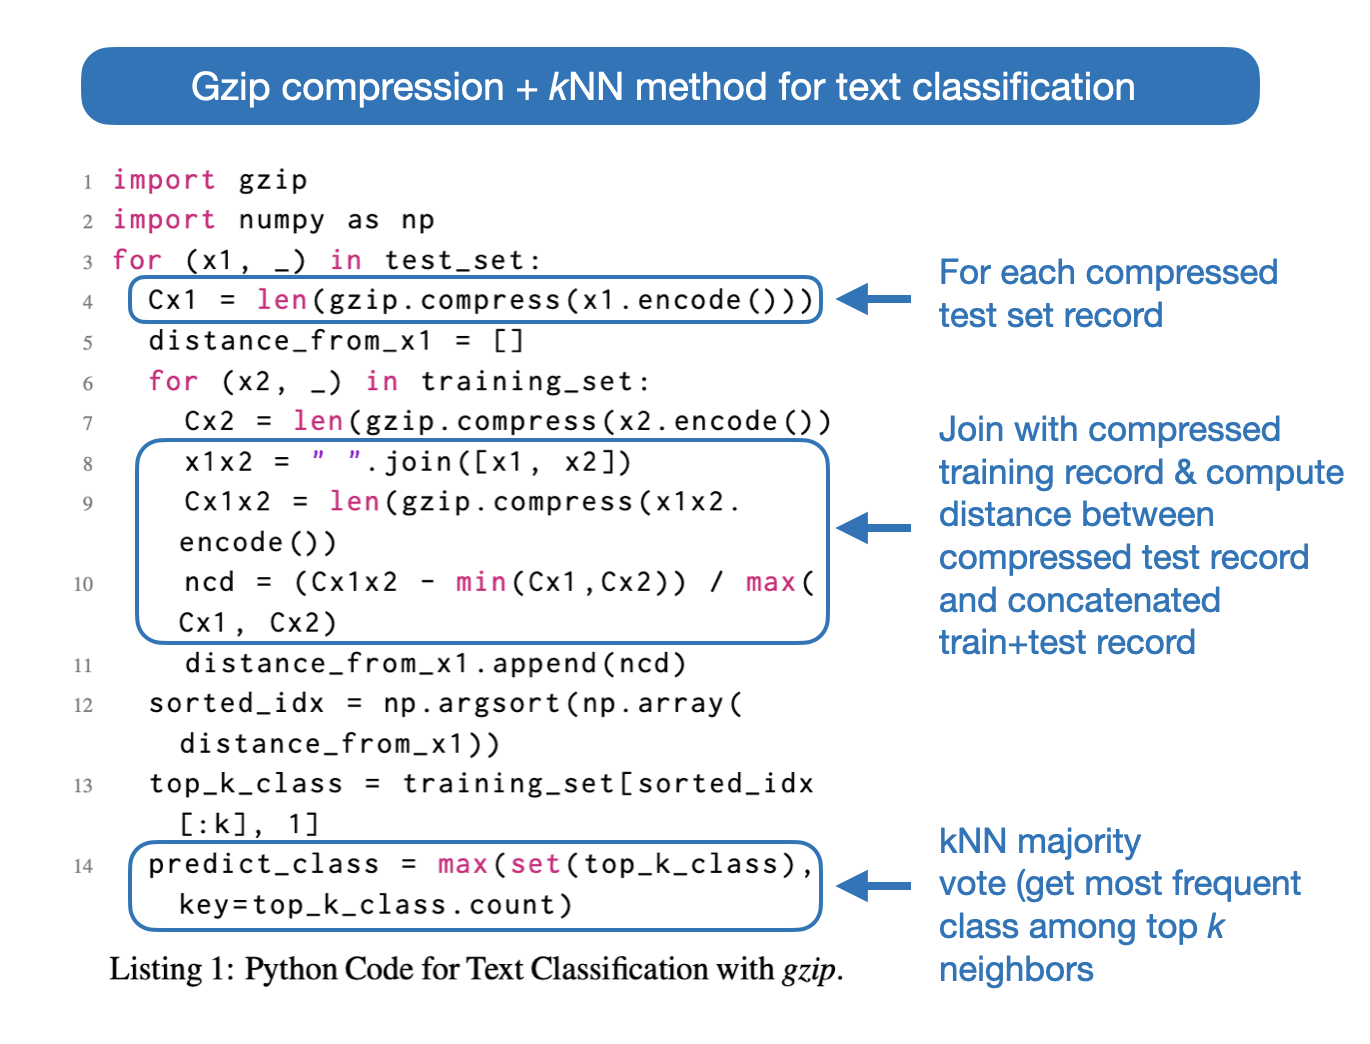 Gzip compression + kNN method for text classification
1 import gzip
2 import numpy as np
3 for (x1, _) in test_set:
4 Cx1 = len(gzip.compress(x1.encode()))
5 distance_from_x1 = []
6 for (x2, _) in training_set:
7 Cx2 = len(gzip.compress(x2.encode())
8 x1x2 = " ".join([x1, x2])
9 Cx1x2 = len(gzip.compress(x1x2.
encode())
10 ncd = (Cx1x2 - min(Cx1,Cx2)) / max(
Cx1, Cx2)
11 distance_from_x1.append(ncd)
12 sorted_idx = np.argsort(np.array(
distance_from_x1))
13 top_k_class = training_set[sorted_idx
[:k], 1]
14 predict_class = max(set(top_k_class),
key=top_k_class.count)
Listing 1: Python Code for Text Classification with gzip.
For each compressed
test set record
Join with compressed
training record & compute
distance between
compressed test record
and concatenated
train+test record
kNN majority
vote (get most frequent
class among top k
neighbors